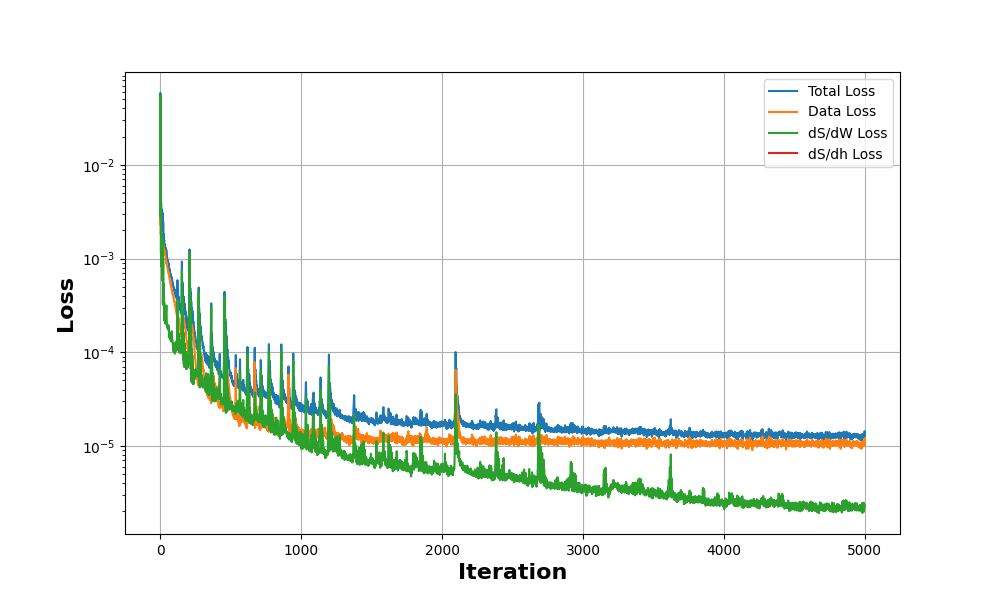 Total Loss
Data Loss
dS/dW Loss
dS/dh Loss
10^-2
10^-3
10^-4
10^-5
Loss
0 1000 2000 3000 4000 5000
Iteration